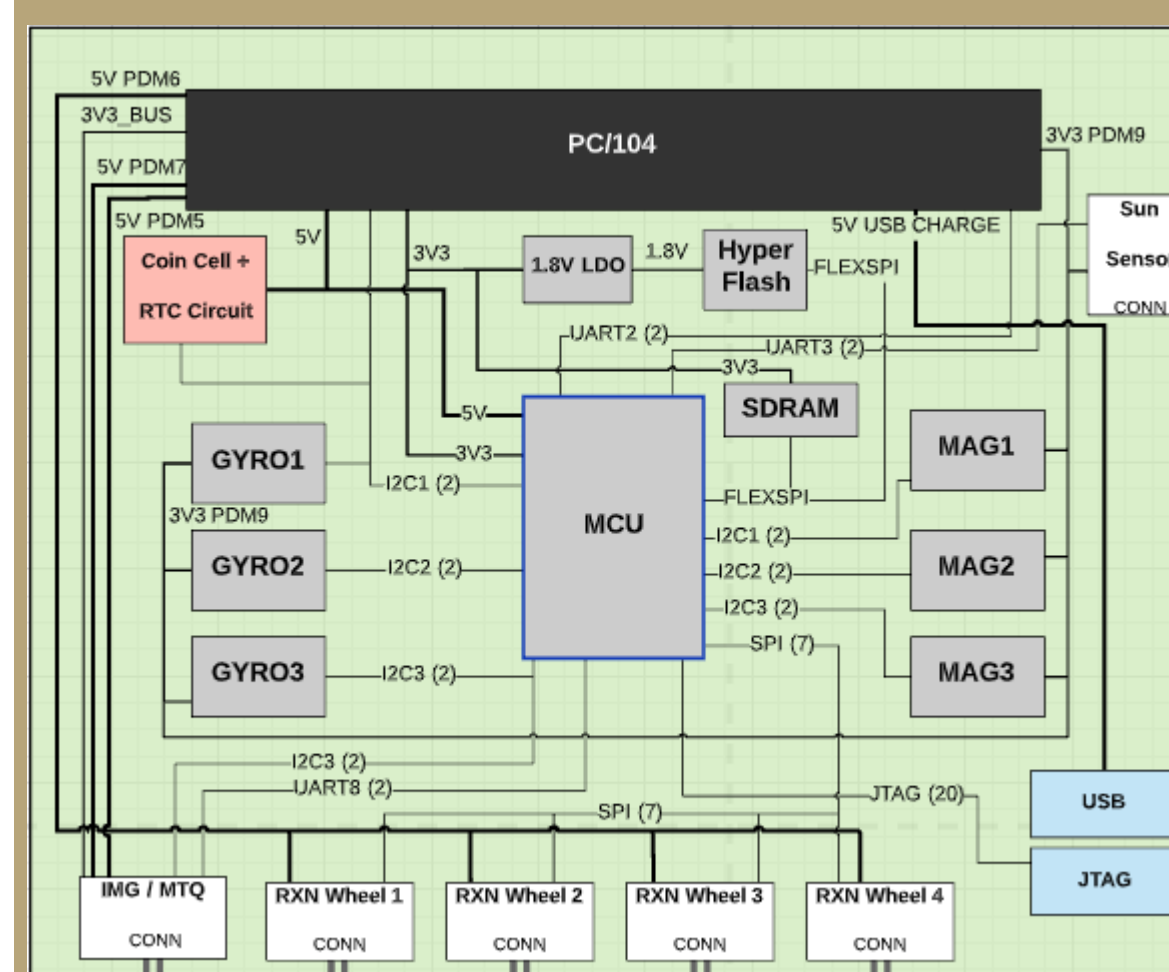 5V PDM6
3V3_BUS
PC/104
3V3 PDM9
5V PDM7
5V PDM5
5V
3V3
1.8V
5V USB CHARGE
Sun
Coin Cell +
RTC Circuit
1.8V LDO
Hyper
Flash
FLEXSPI
CONN
UART2 (2)
UART3 (2)
3V3
SDRAM
5V
3V3
GYRO1
I2C1 (2)
MAG1
FLEXSPI
3V3 PDM9
MCU
I2C1 (2)
GYRO2
I2C2 (2)
I2C2 (2)
MAG2
I2C3 (2)
SPI (7)
GYRO3
I2C3 (2)
MAG3
I2C3 (2)
UART8 (2)
JTAG (20)
SPI (7)
USB
JTAG
IMG / MTQ
CONN
RXN Wheel 1
CONN
RXN Wheel 2
CONN
RXN Wheel 3
CONN
RXN Wheel 4
CONN